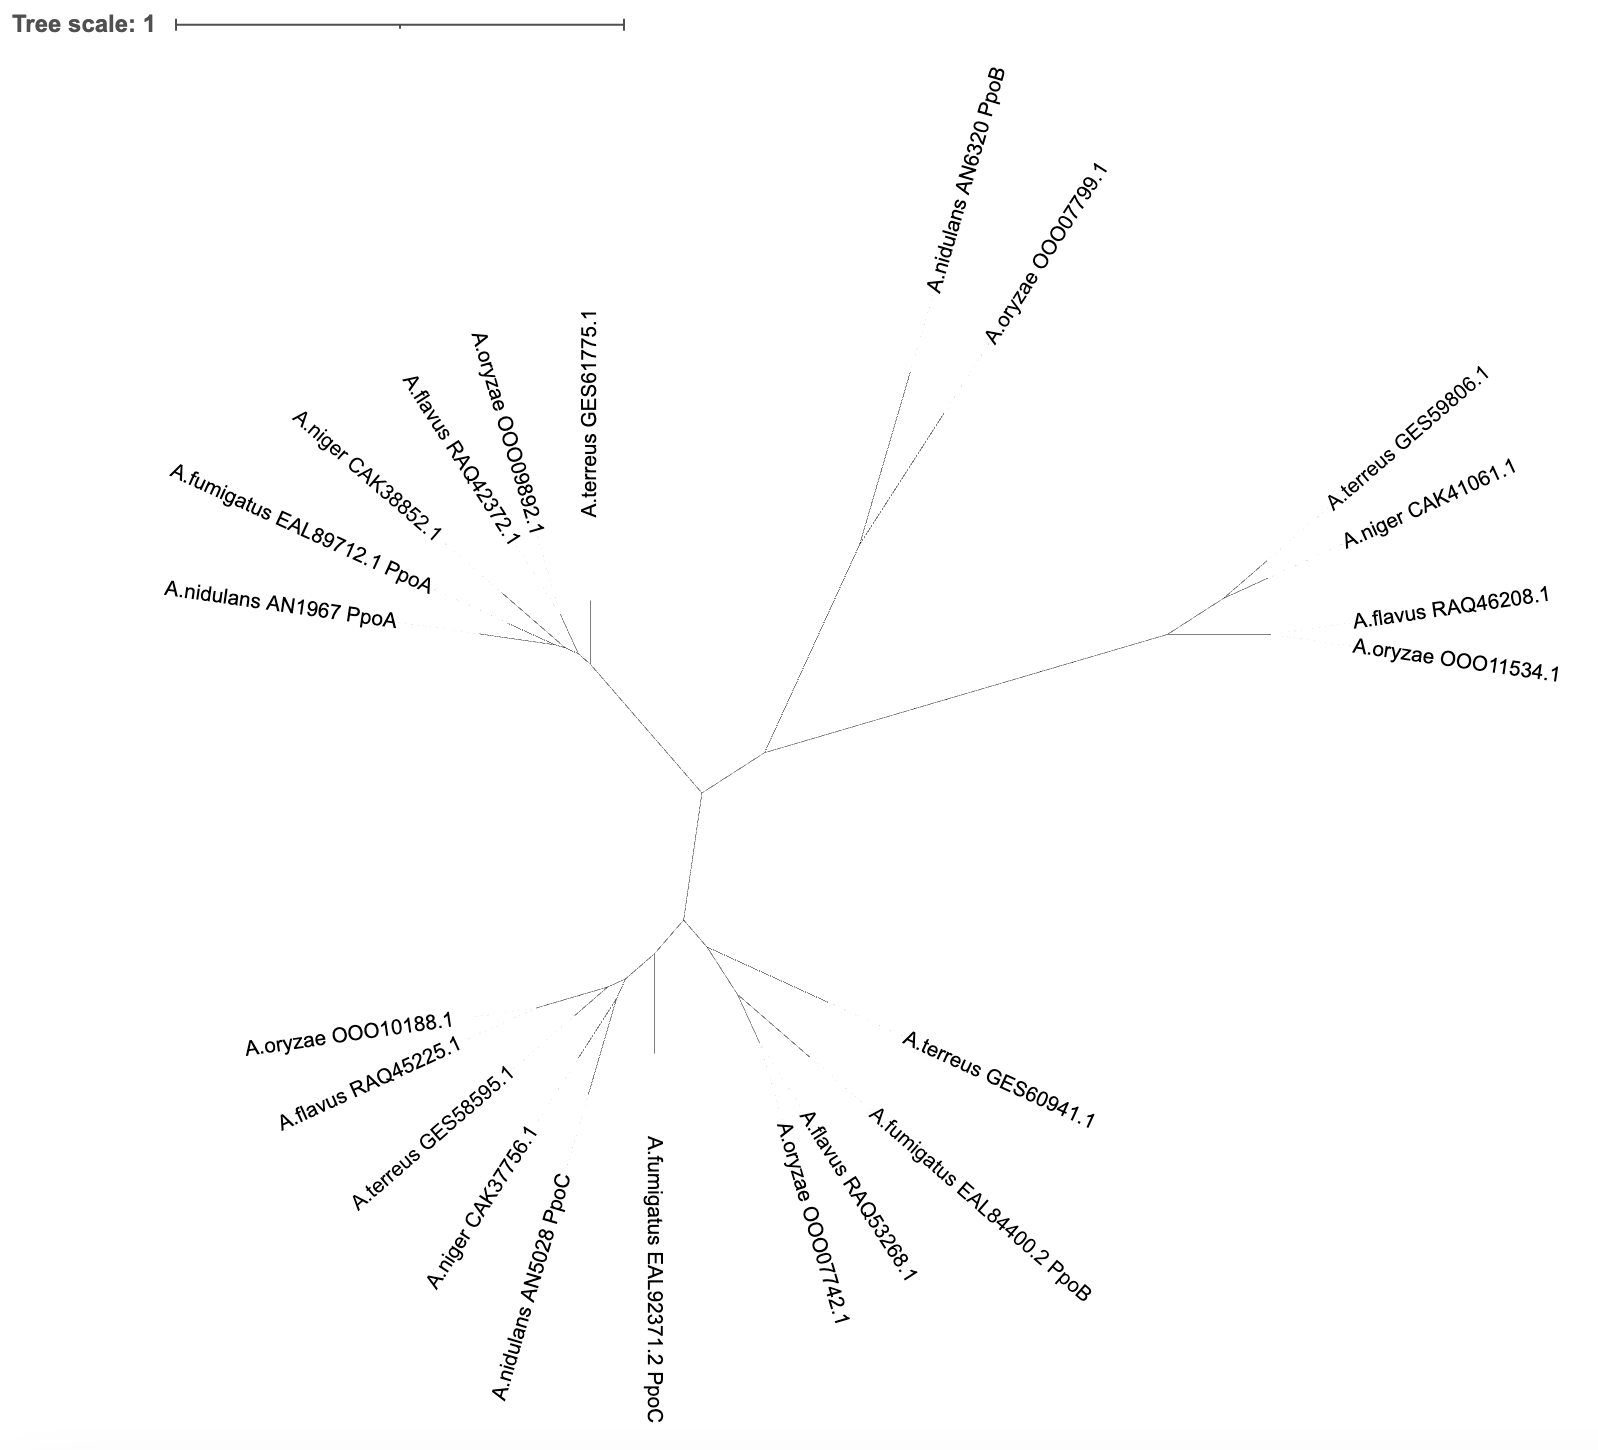 Tree scale: 1
A.nidulans AN6320 PpoB
A.oryzae OOO07799.1
A.terreus GES59806.1
A.niger CAK41061.1
A.flavus RAQ46208.1
A.oryzae OOO11534.1
A.terreus GES61775.1
A.oryzae OOO09892.1
A.flavus RAQ42372.1
A.niger CAK38852.1
A.fumigatus EAL89712.1 PpoA
A.nidulans AN1967 PpoA
A.oryzae OOO10188.1
A.flavus RAQ45225.1
A.terreus GES58595.1
A.niger CAK37756.1
A.nidulans AN5028 PpoC
A.fumigatus EAL92371.2 PpoC
A.oryzae OOO07742.1
A.flavus RAQ53268.1
A.fumigatus EAL84400.2 PpoB
A.terreus GES60941.1